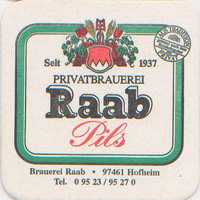 Seit 1937
PRIVATBRAUEREI
Raab
Pils
Brauerei Raab • 97461 Hofheim
Tel. 0 95 23 / 95 27 0